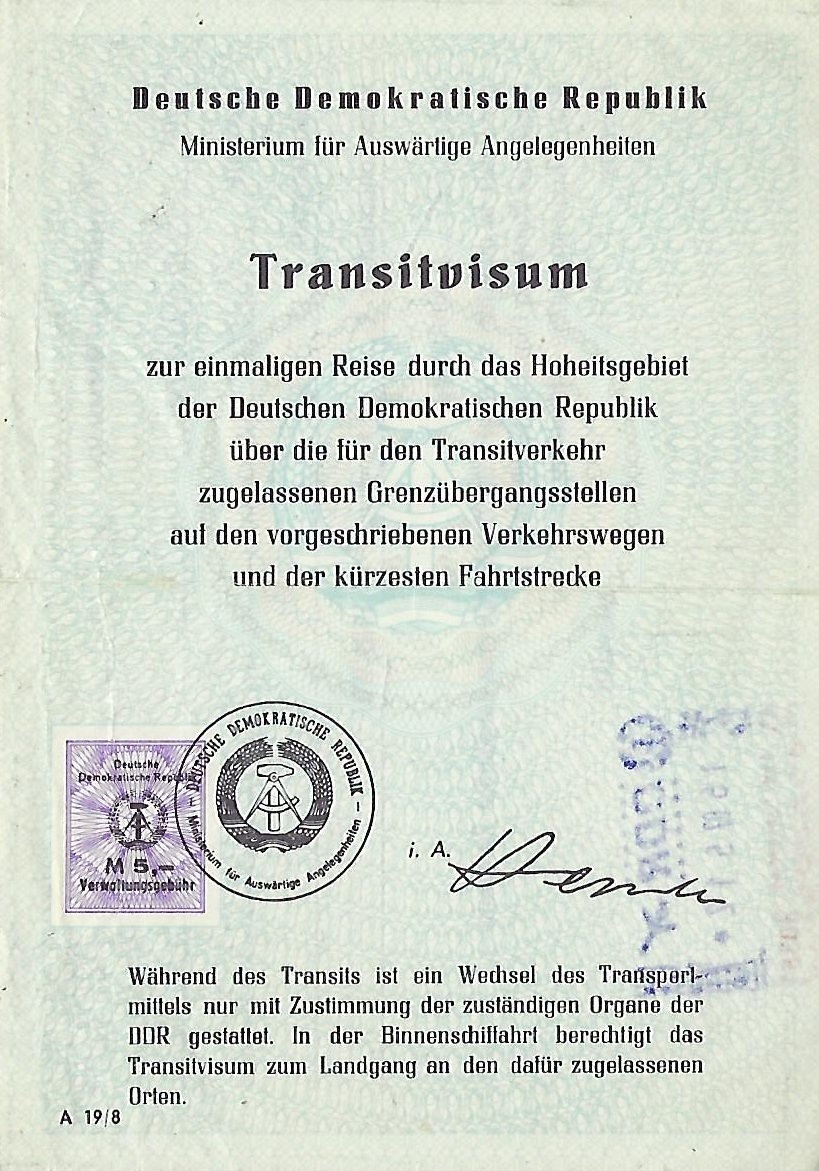 Deutsche Demokratische Republik
Ministerium für Auswärtige Angelegenheiten
Transitvisum
zur einmaligen Reise durch das Hoheitsgebiet
der Deutschen Demokratischen Republik
über die für den Transitverkehr
zugelassenen Grenzübergangsstellen
auf den vorgeschriebenen Verkehrswegen
und der kürzesten Fahrtstrecke
Deutsche
Demokratische Republik
M 5,–
Verwaltungsgebühr
– DEUTSCHE DEMOKRATISCHE REPUBLIK –
Ministerium für Auswärtige Angelegenheiten
i. A.
Während des Transits ist ein Wechsel des Transport-
mittels nur mit Zustimmung der zuständigen Organe der
DDR gestattet. In der Binnenschiffahrt berechtigt das
Transitvisum zum Landgang an den dafür zugelassenen
Orten.
A 19/8